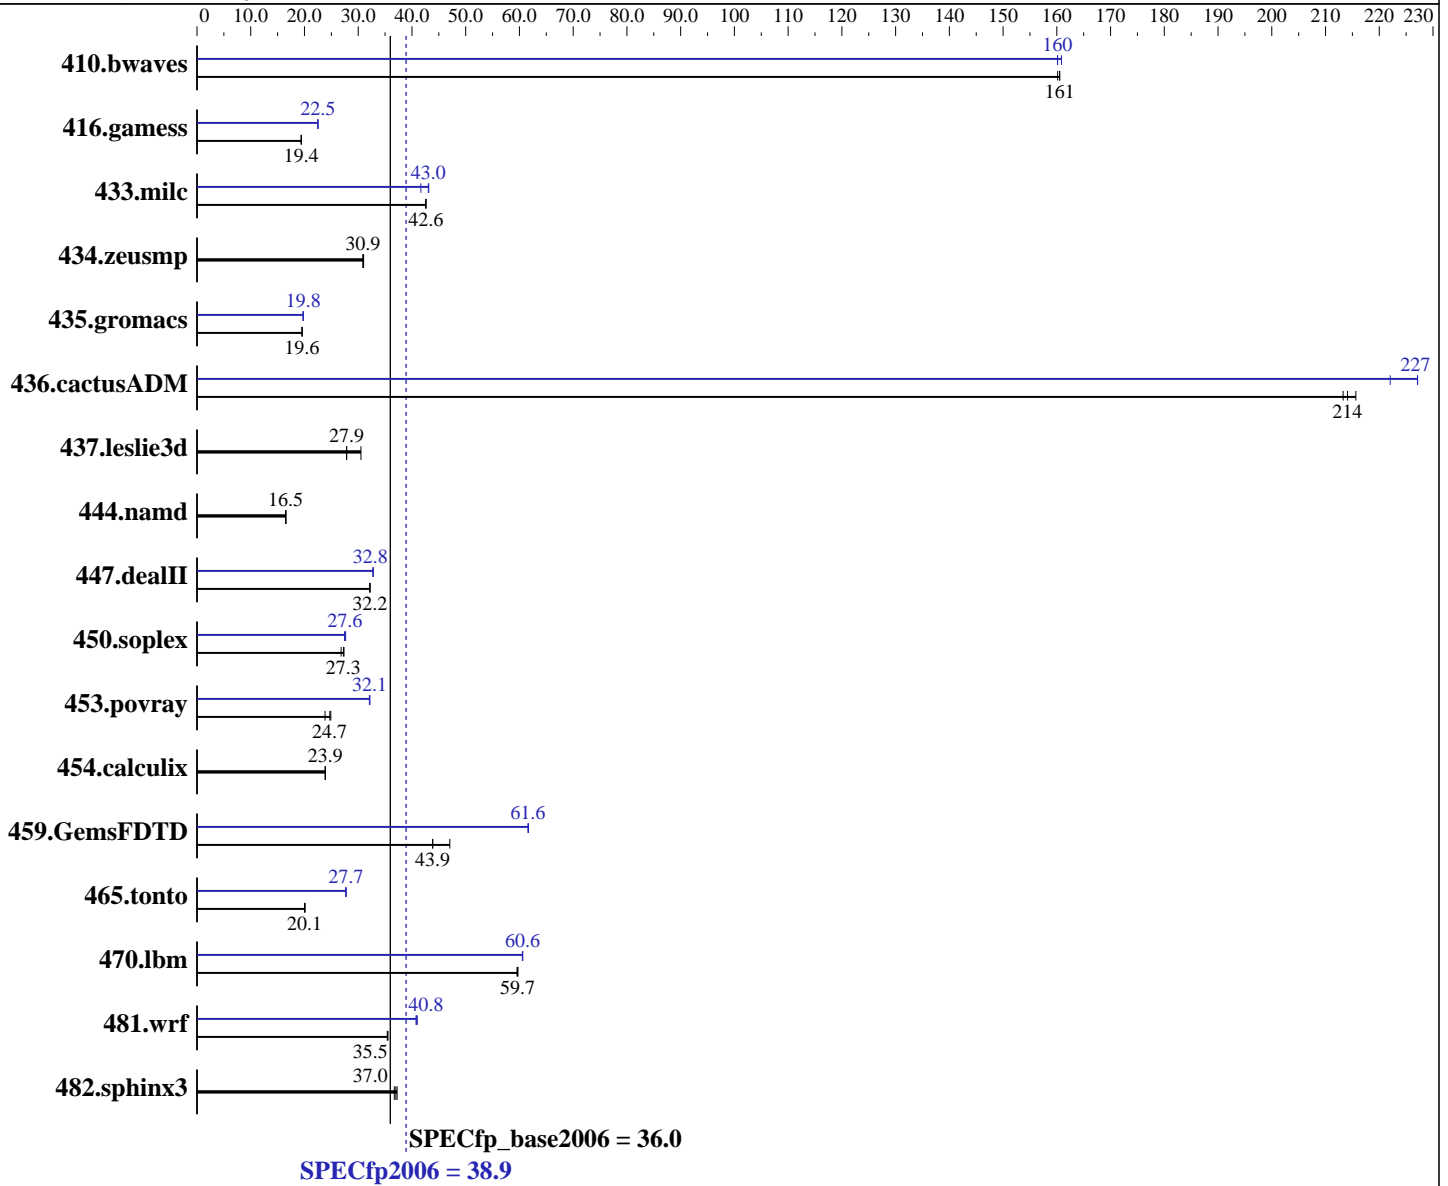 0 10.0 20.0 30.0 40.0 50.0 60.0 70.0 80.0 90.0 100 110 120 130 140 150 160 170 180 190 200 210 220 230
410.bwaves 160
161
416.gamess 22.5
19.4
433.milc 43.0
42.6
434.zeusmp 30.9
435.gromacs 19.8
19.6
436.cactusADM 227
214
437.leslie3d 27.9
444.namd 16.5
447.dealII 32.8
32.2
450.soplex 27.6
27.3
453.povray 32.1
24.7
454.calculix 23.9
459.GemsFDTD 61.6
43.9
465.tonto 27.7
20.1
470.lbm 60.6
59.7
481.wrf 40.8
35.5
482.sphinx3 37.0
SPECfp_base2006 = 36.0
SPECfp2006 = 38.9